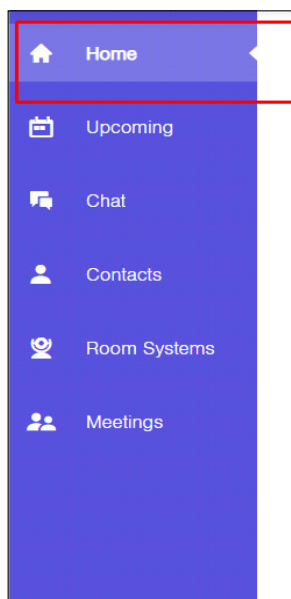 Home
Upcoming
Chat
Contacts
Room Systems
Meetings